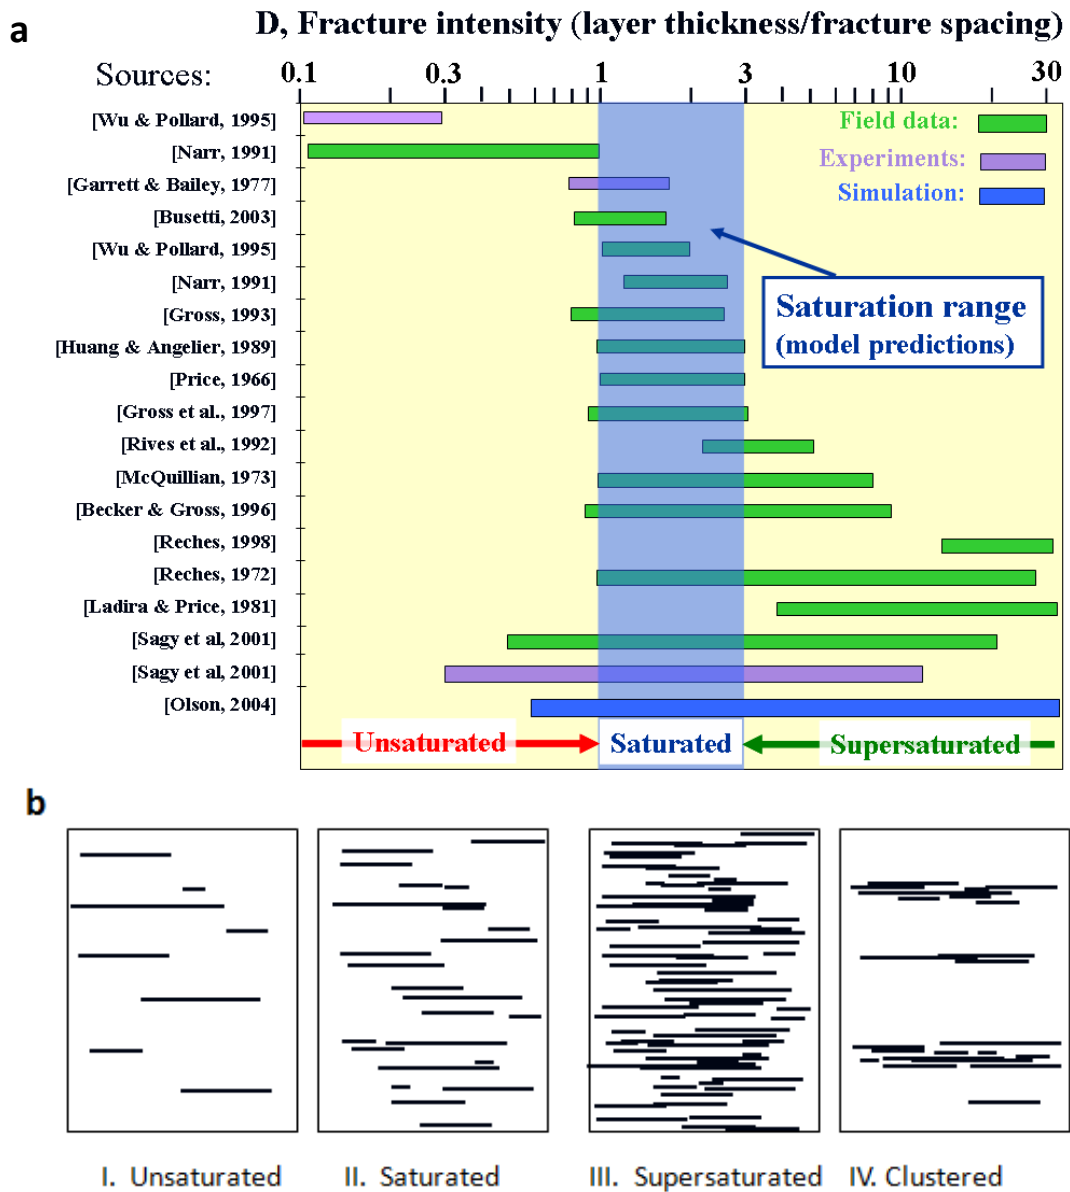 a
D, Fracture intensity (layer thickness/fracture spacing)
Sources:
0.1 0.3 1 3 10 30
[Wu & Pollard, 1995]
[Narr, 1991]
[Garrett & Bailey, 1977]
[Busetti, 2003]
[Wu & Pollard, 1995]
[Narr, 1991]
[Gross, 1993]
[Huang & Angelier, 1989]
[Price, 1966]
[Gross et al., 1997]
[Rives et al., 1992]
[McQuillian, 1973]
[Becker & Gross, 1996]
[Reches, 1998]
[Reches, 1972]
[Ladira & Price, 1981]
[Sagy et al, 2001]
[Sagy et al, 2001]
[Olson, 2004]
Field data:
Experiments:
Simulation:
Saturation range
(model predictions)
Unsaturated Saturated Supersaturated
b
I. Unsaturated II. Saturated III. Supersaturated IV. Clustered